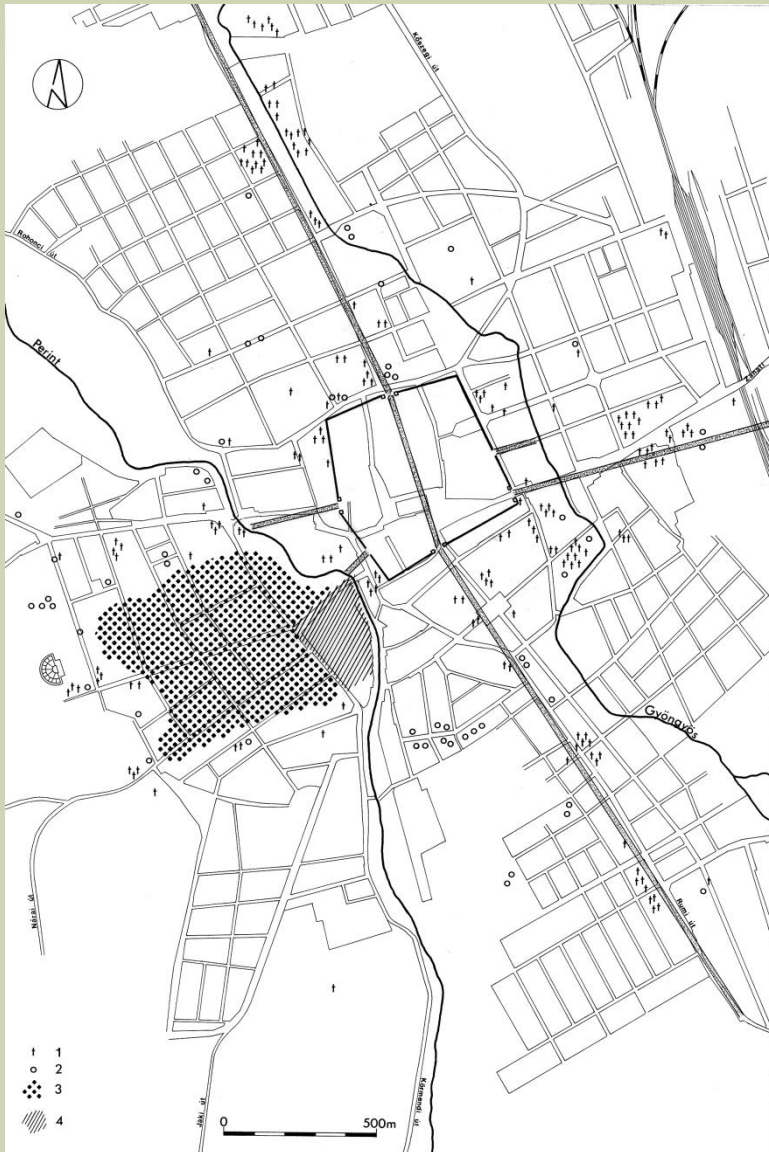 Kőszegi út
Rohonci út
Perint
Zanati
Gyöngyös
Rumi út
Nárai út
Jáki út
Körmendi út
1
2
3
4
0 500m